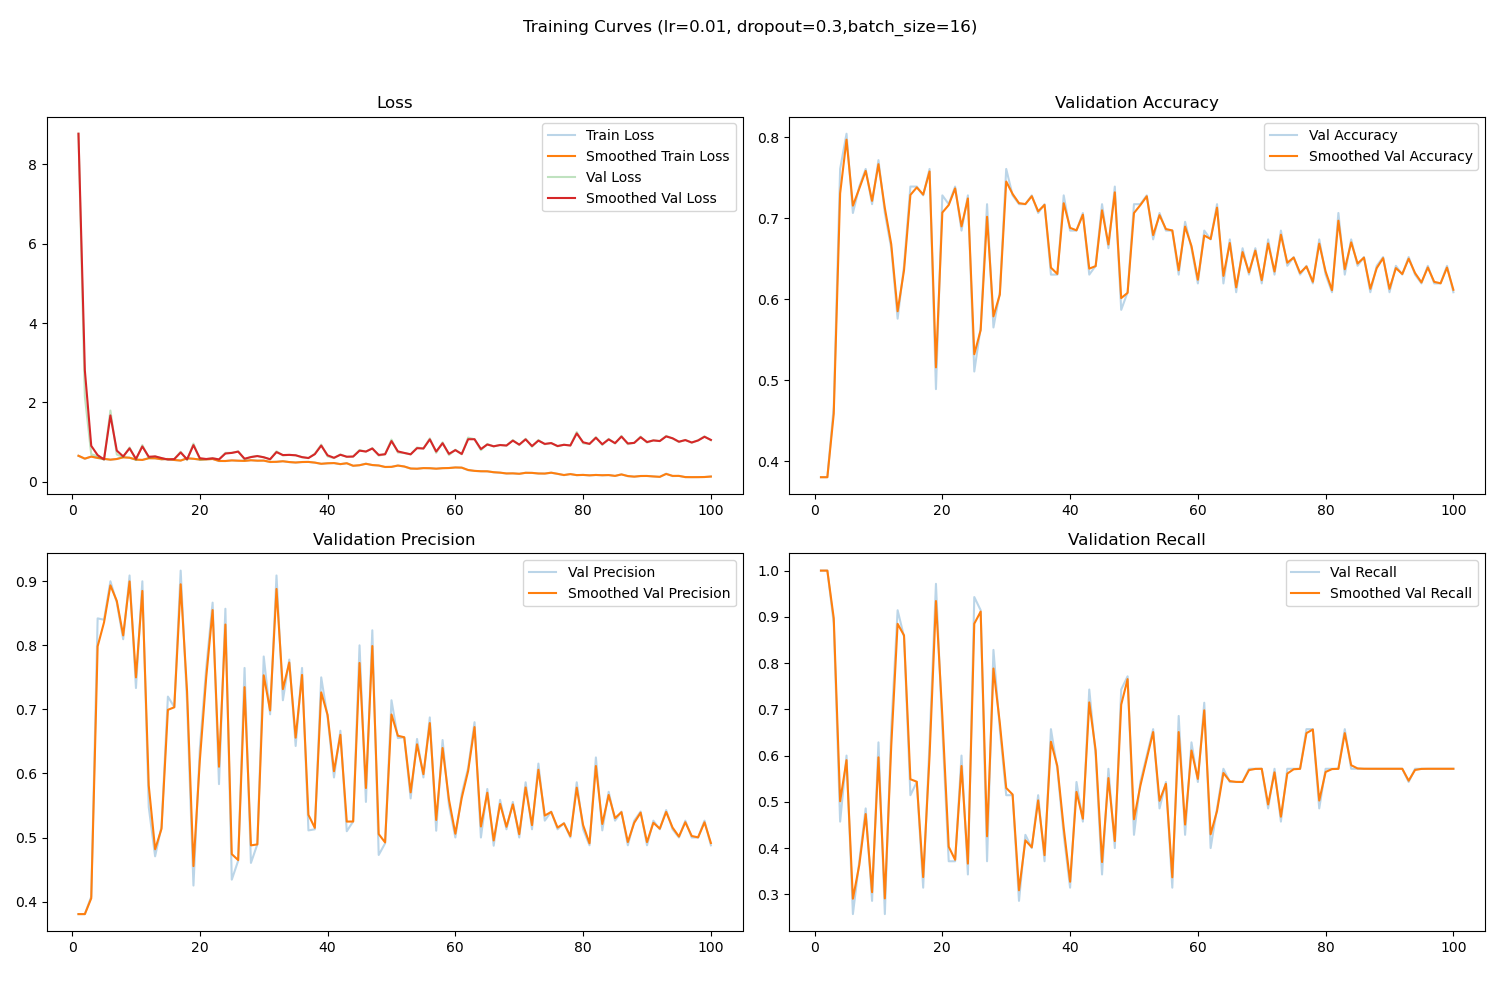 Training Curves (lr=0.01, dropout=0.3,batch_size=16)
Loss
Train Loss
Smoothed Train Loss
Val Loss
Smoothed Val Loss
8
6
4
2
0
0 20 40 60 80 100
Validation Accuracy
Val Accuracy
Smoothed Val Accuracy
0.8
0.7
0.6
0.5
0.4
0 20 40 60 80 100
Validation Precision
Val Precision
Smoothed Val Precision
0.9
0.8
0.7
0.6
0.5
0.4
0 20 40 60 80 100
Validation Recall
Val Recall
Smoothed Val Recall
1.0
0.9
0.8
0.7
0.6
0.5
0.4
0.3
0 20 40 60 80 100